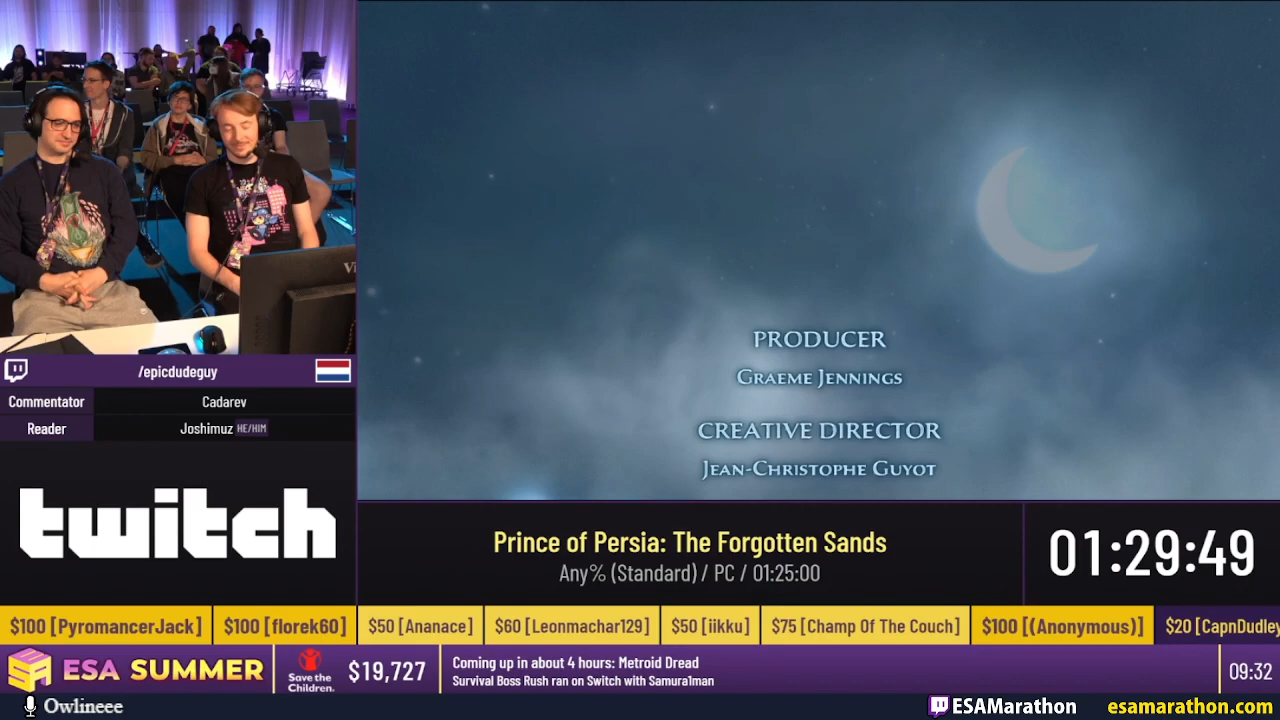 PRODUCER
Graeme Jennings
CREATIVE DIRECTOR
Jean-Christophe Guyot
/epicdudeguy
Commentator Cadarev
Reader Joshimuz HE/HIM
twitch
Prince of Persia: The Forgotten Sands
Any% (Standard) / PC / 01:25:00
01:29:49
$100 [PyromancerJack] $100 [florek60] $50 [Ananace] $60 [Leonmachar129] $50 [iikku] $75 [Champ Of The Couch] $100 [(Anonymous)] $20 [CapnDudley
ESA SUMMER
Save the Children.
$19,727
Coming up in about 4 hours: Metroid Dread
Survival Boss Rush ran on Switch with Samura1man
09:32
Owlineee
ESAMarathon
esamarathon.com